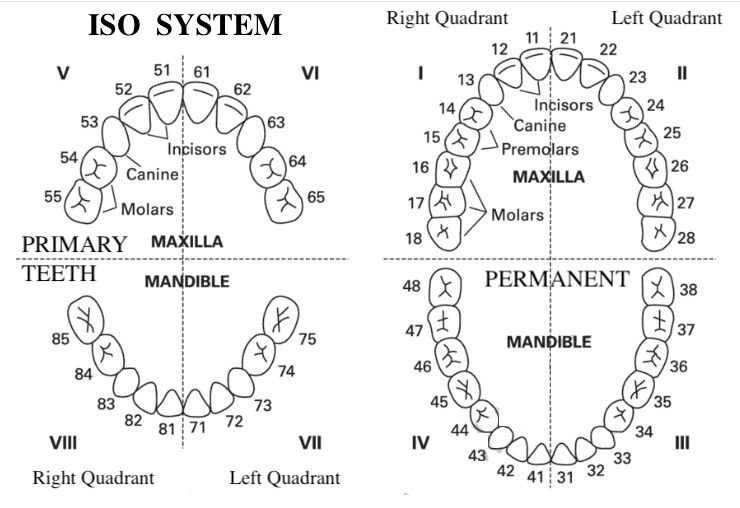 ISO SYSTEM
V
VI
51 61
52 62
53 63
54 64
55 65
Incisors
Canine
Molars
PRIMARY MAXILLA
TEETH
MANDIBLE
85 75
84 74
83 73
82 72
81 71
VIII VII
Right Quadrant Left Quadrant
Right Quadrant Left Quadrant
I II
11 21
12 22
13 23
14 24
15 25
16 26
17 27
18 28
Incisors
Canine
Premolars
MAXILLA
Molars
PERMANENT
MANDIBLE
48 38
47 37
46 36
45 35
44 34
43 33
42 32
41 31
IV III